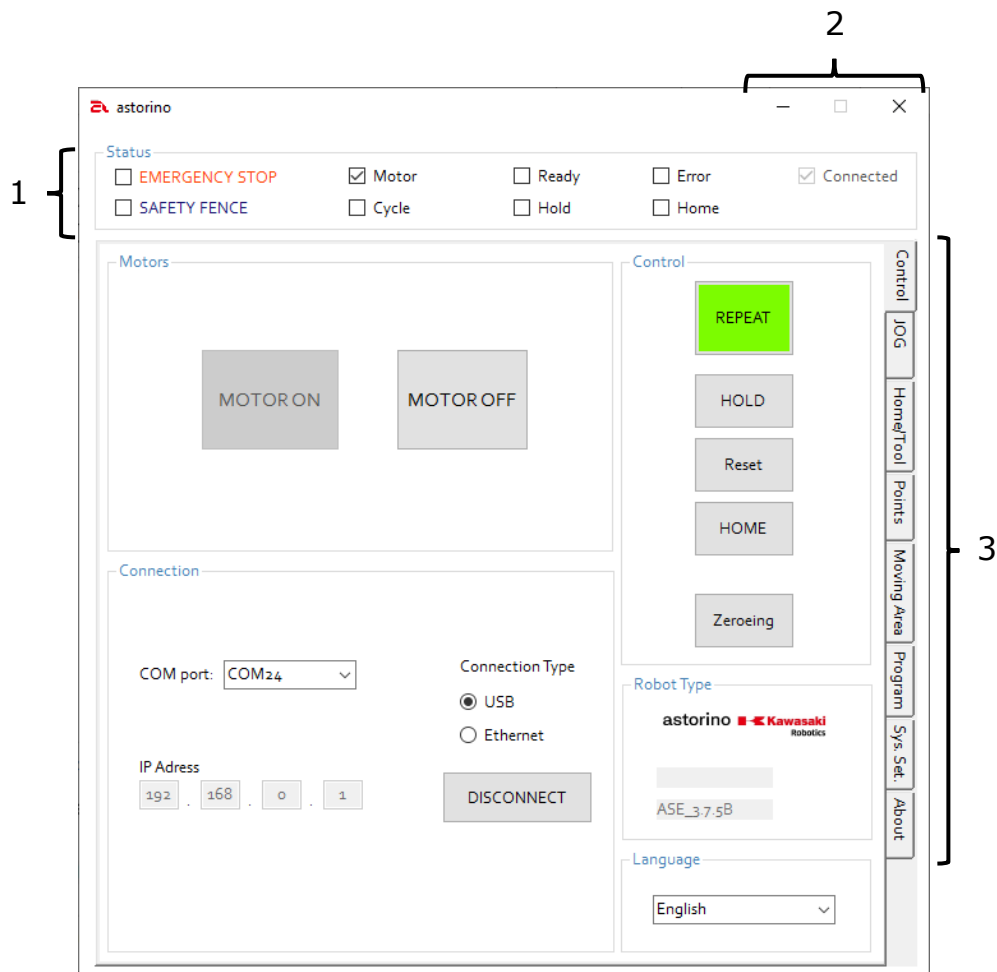 2
astorino
Status
1
EMERGENCY STOP
Motor
Ready
Error
Connected
SAFETY FENCE
Cycle
Hold
Home
Motors
MOTOR ON
MOTOR OFF
Control
REPEAT
HOLD
Reset
HOME
Zeroeing
Connection
COM port:
COM24
Connection Type
USB
Ethernet
IP Adress
192 . 168 . 0 . 1
DISCONNECT
Robot Type
astorino Kawasaki
Robotics
ASE_3.7.5B
Language
English
Control
JOG
Home/Tool
Points
Moving Area
Program
Sys. Set.
About
3